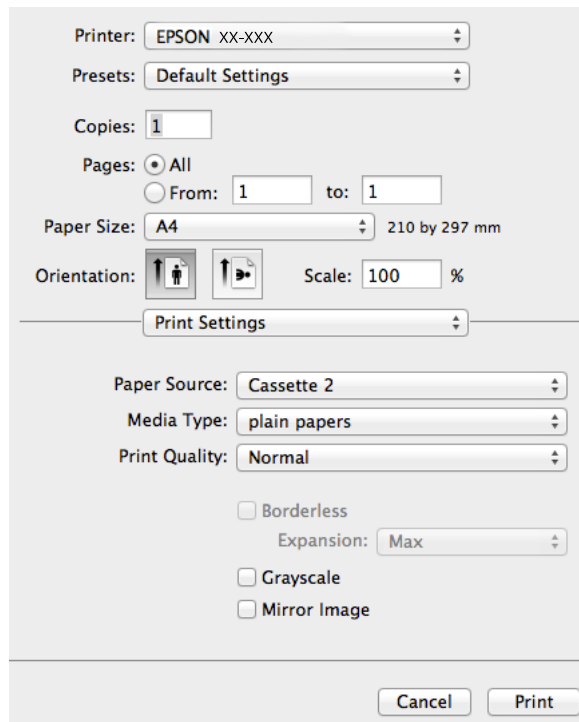 Printer: EPSON XX-XXX
Presets: Default Settings
Copies: 1
Pages: All
From: 1 to: 1
Paper Size: A4 210 by 297 mm
Orientation: Scale: 100 %
Print Settings
Paper Source: Cassette 2
Media Type: plain papers
Print Quality: Normal
Borderless
Expansion: Max
Grayscale
Mirror Image
Cancel Print